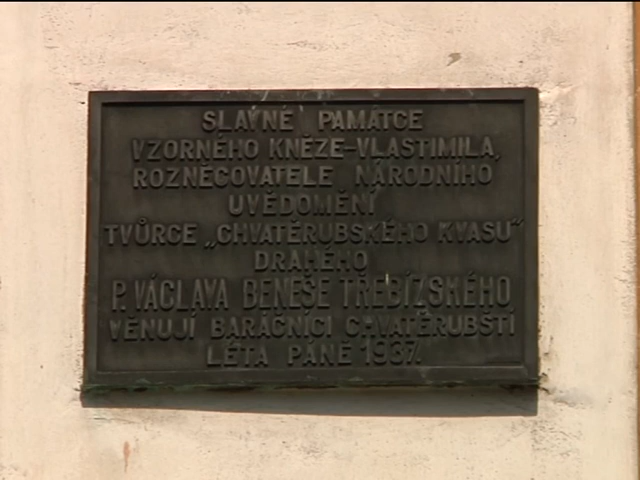 SLAVNÉ PAMÁTCE
VZORNÉHO KNĚZE-VLASTIMILA,
ROZNĚCOVATELE NÁRODNÍHO
UVĚDOMĚNÍ
TVŮRCE „CHVATĚRUBSKÉHO KVASU“
DRAHÉHO
P. VÁCLAVA BENEŠE TŘEBÍZSKÉHO
VĚNUJÍ BARÁČNÍCI CHVATĚRUBŠTÍ
LÉTA PÁNĚ 1937.